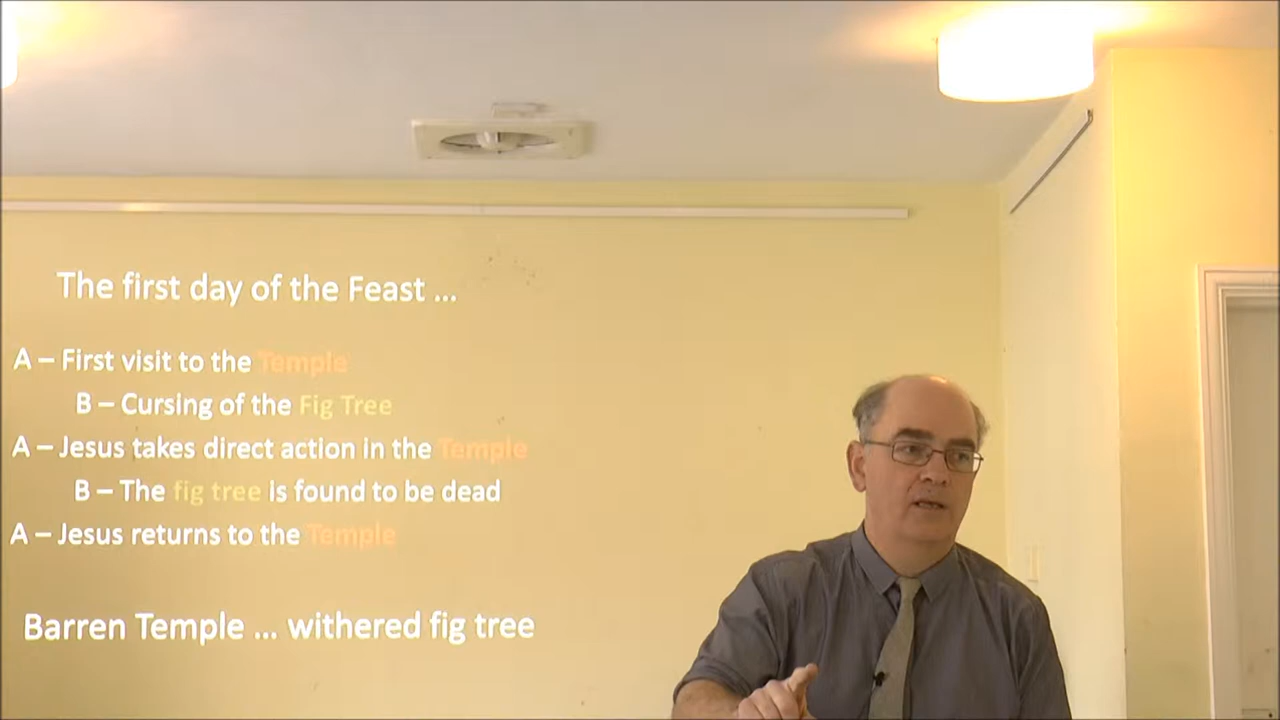 The first day of the Feast ...
A – First visit to the Temple
B – Cursing of the Fig Tree
A – Jesus takes direct action in the Temple
B – The fig tree is found to be dead
A – Jesus returns to the Temple
Barren Temple ... withered fig tree